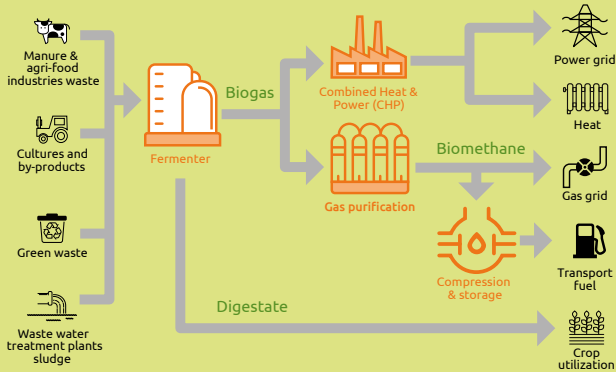 Manure &
agri-food
industries waste
Cultures and
by-products
Green waste
Waste water
treatment plants
sludge
Fermenter
Biogas
Combined Heat &
Power (CHP)
Gas purification
Biomethane
Compression
& storage
Digestate
Power grid
Heat
Gas grid
Transport
fuel
Crop
utilization